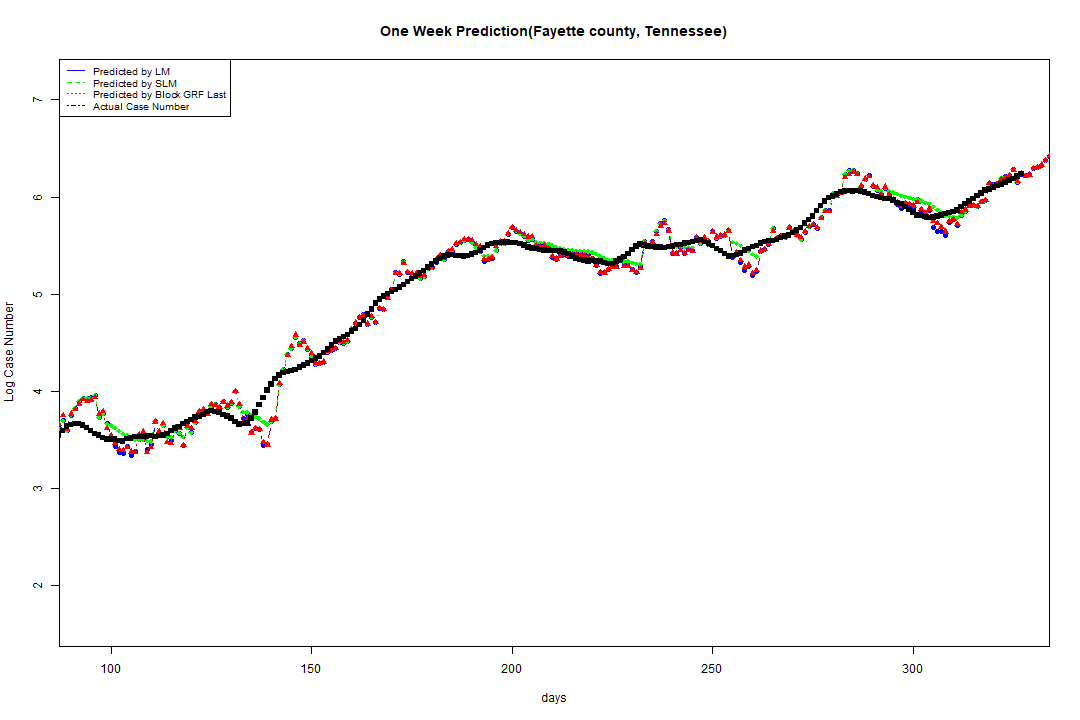 One Week Prediction(Fayette county, Tennessee)
Predicted by LM
Predicted by SLM
Predicted by Block GRF Last
Actual Case Number
Log Case Number
7
6
5
4
3
2
100 150 200 250 300
days